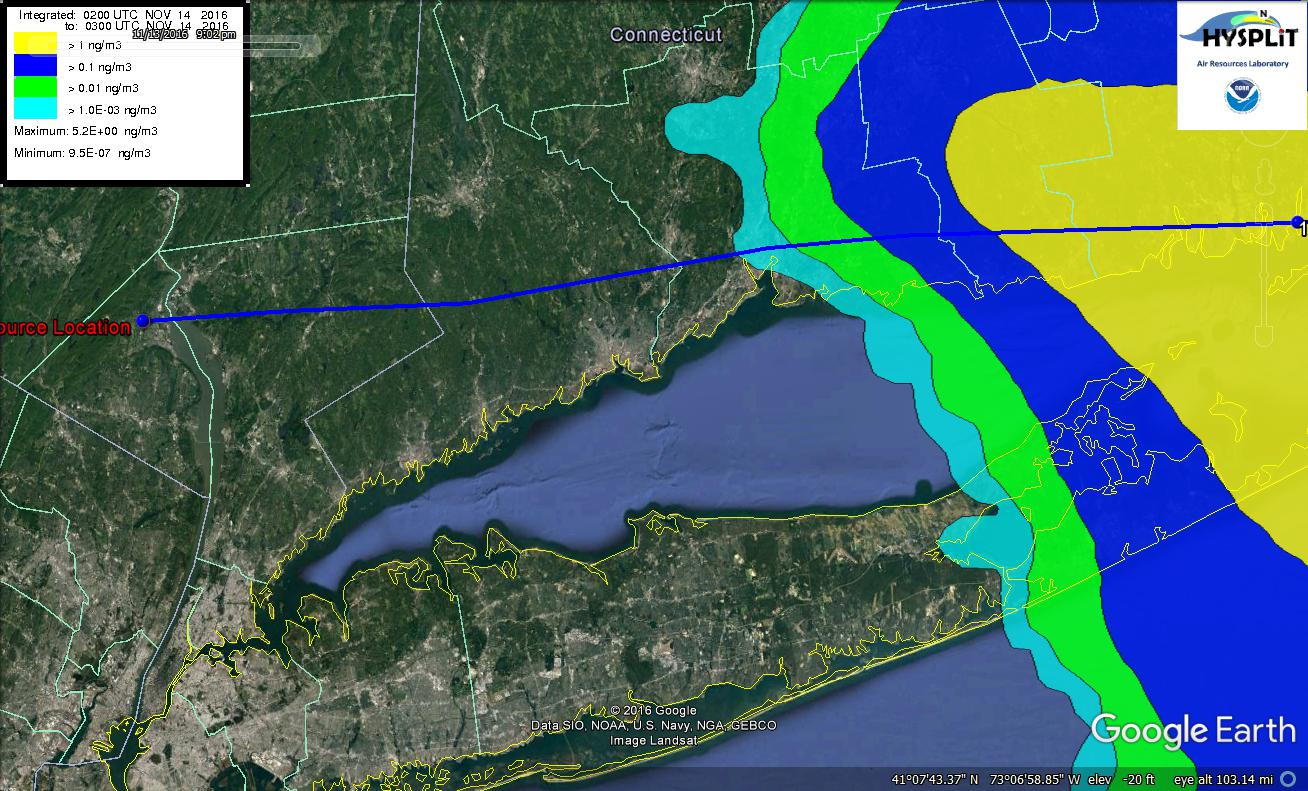 Integrated: 0200 UTC NOV 14 2016
to: 0300 UTC NOV 14 2016
11/13/2016 9:02 pm
> 1 ng/m3
> 0.1 ng/m3
> 0.01 ng/m3
> 1.0E-03 ng/m3
Maximum: 5.2E+00 ng/m3
Minimum: 9.5E-07 ng/m3
Connecticut
N
HYSPLIT
Air Resources Laboratory
NOAA
1
ource Location
© 2016 Google
Data SIO, NOAA, U.S. Navy, NGA, GEBCO
Image Landsat
Google Earth
41°07'43.37" N 73°06'58.85" W elev -20 ft eye alt 103.14 mi